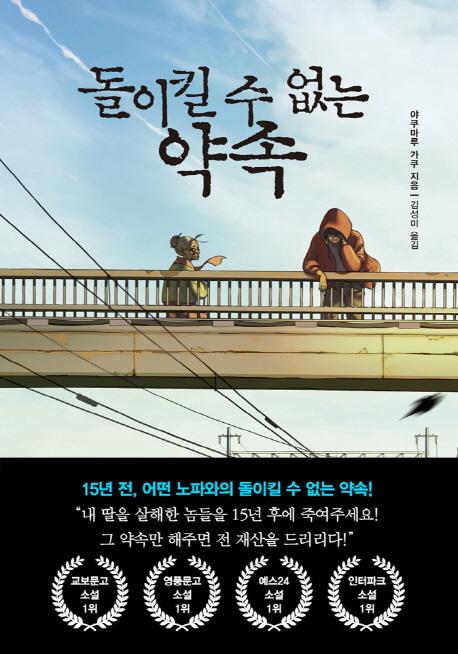 돌이킬 수 없는
약속
야쿠마루 가쿠 지음 | 김성미 옮김
15년 전, 어떤 노파와의 돌이킬 수 없는 약속!
“내 딸을 살해한 놈들을 15년 후에 죽여주세요!
그 약속만 해주면 전 재산을 드리리다!”
교보문고
소설
1위
영풍문고
소설
1위
예스24
소설
1위
인터파크
소설
1위